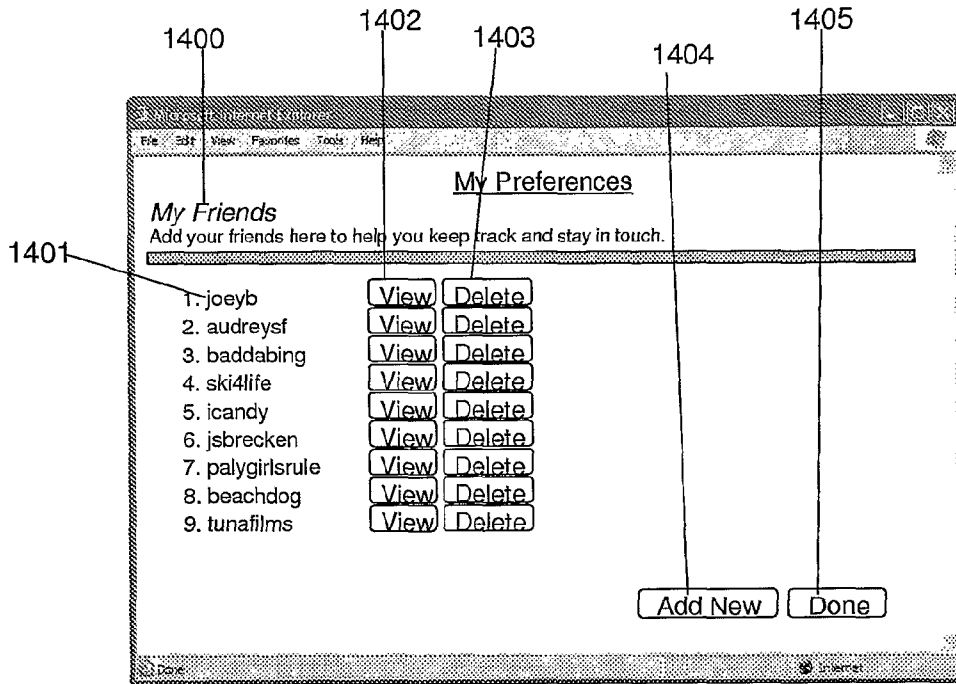 1400 1402 1403 1404 1405
Microsoft Internet Explorer
File Edit View Favorites Tools Help
My Preferences
My Friends
Add your friends here to help you keep track and stay in touch.
1401
1. joeyb View Delete
2. audreysf View Delete
3. baddabing View Delete
4. ski4life View Delete
5. icandy View Delete
6. jsbrecken View Delete
7. palygirlsrule View Delete
8. beachdog View Delete
9. tunafilms View Delete
Add New Done
Done Internet